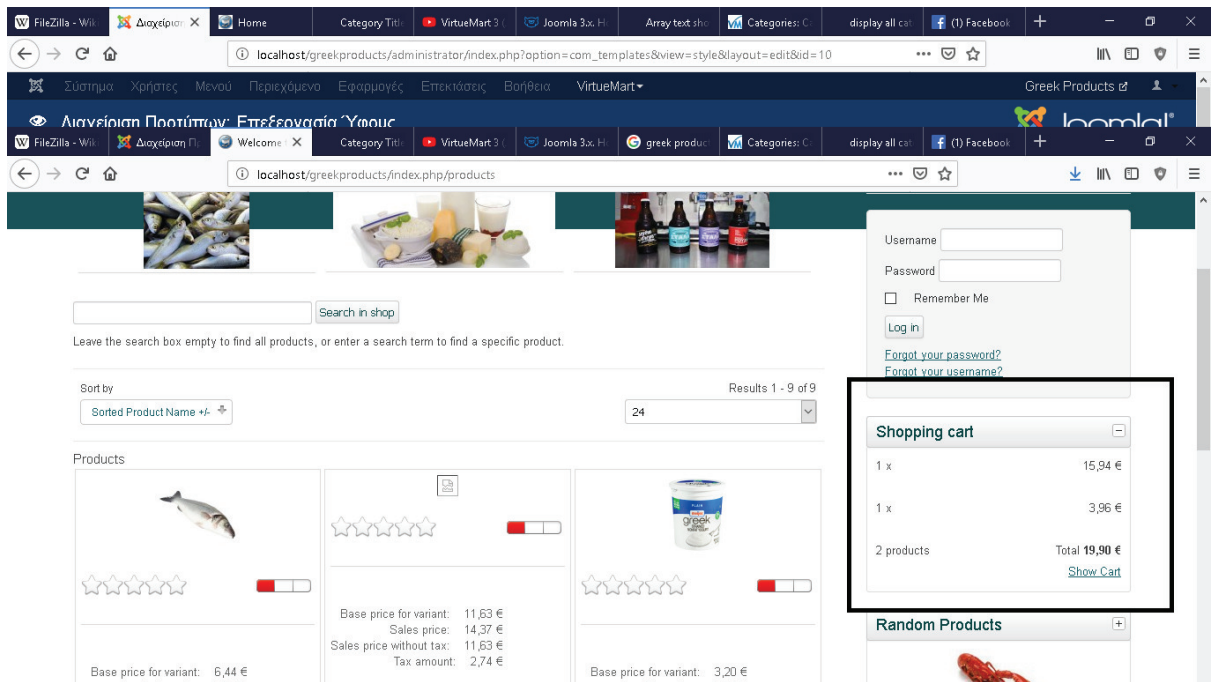 FileZilla - Wiki
Διαχείριση
Home
Category Title
VirtueMart 3 (
Joomla 3.x. H
Array text sho
Categories: C
display all cat
(1) Facebook
localhost/greekproducts/administrator/index.php?option=com_templates&view=style&layout=edit&id=10
Σύστημα Χρήστες Μενού Περιεχόμενο Εφαρμογές Επεκτάσεις Βοήθεια VirtueMart Greek Products
Διαχείριση Προτύπων: Επεξεργασία Ύφους Joomla!
FileZilla - Wiki
Διαχείριση Πρ
Welcome
Category Title
VirtueMart 3 (
Joomla 3.x. H
greek produc
Categories: C
display all cat
(1) Facebook
localhost/greekproducts/index.php/products
Username
Password
Remember Me
Log in
Forgot your password?
Forgot your username?
Search in shop
Leave the search box empty to find all products, or enter a search term to find a specific product.
Sort by
Sorted Product Name +/-
Results 1 - 9 of 9
24
Products
Base price for variant: 6,44 €
Base price for variant: 11,63 €
Sales price: 14,37 €
Sales price without tax: 11,63 €
Tax amount: 2,74 €
greek
Base price for variant: 3,20 €
Shopping cart
1 x 15,94 €
1 x 3,96 €
2 products Total 19,90 €
Show Cart
Random Products